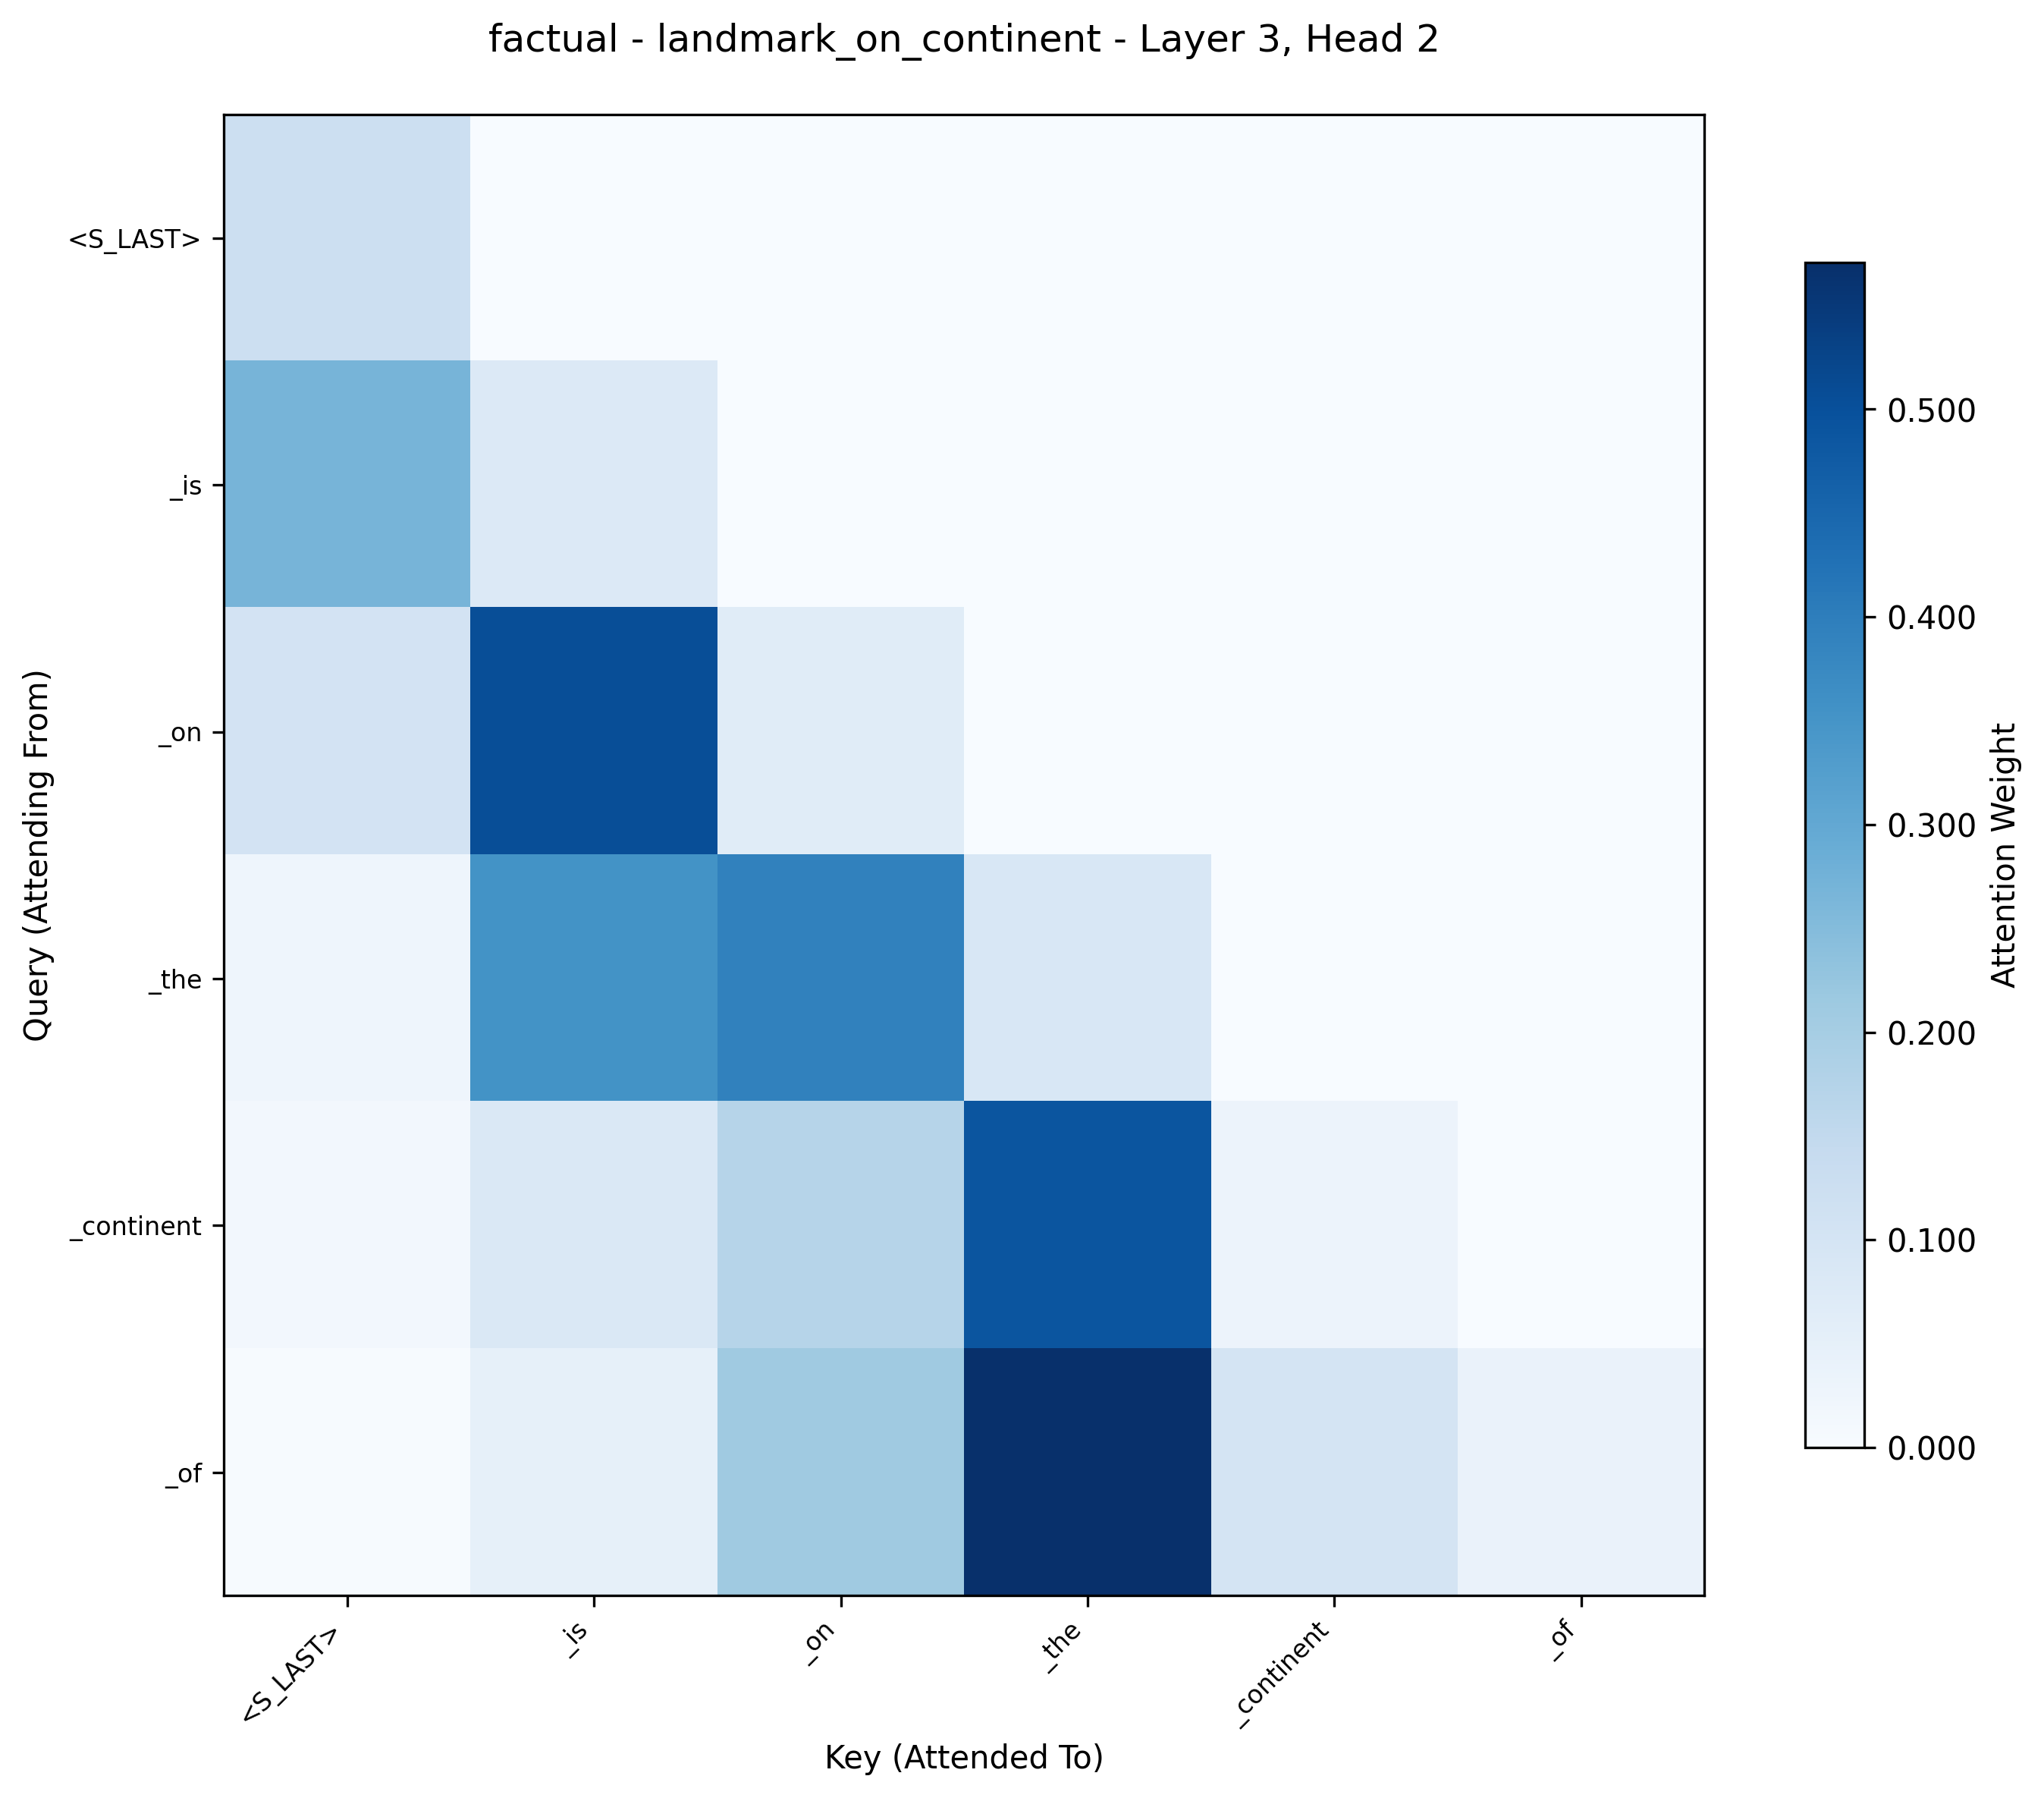 factual - landmark_on_continent - Layer 3, Head 2
Query (Attending From)
<S_LAST>
_is
_on
_the
_continent
_of
<S_LAST>
_is
_on
_the
_continent
_of
Key (Attended To)
0.500
0.400
0.300
0.200
0.100
0.000
Attention Weight